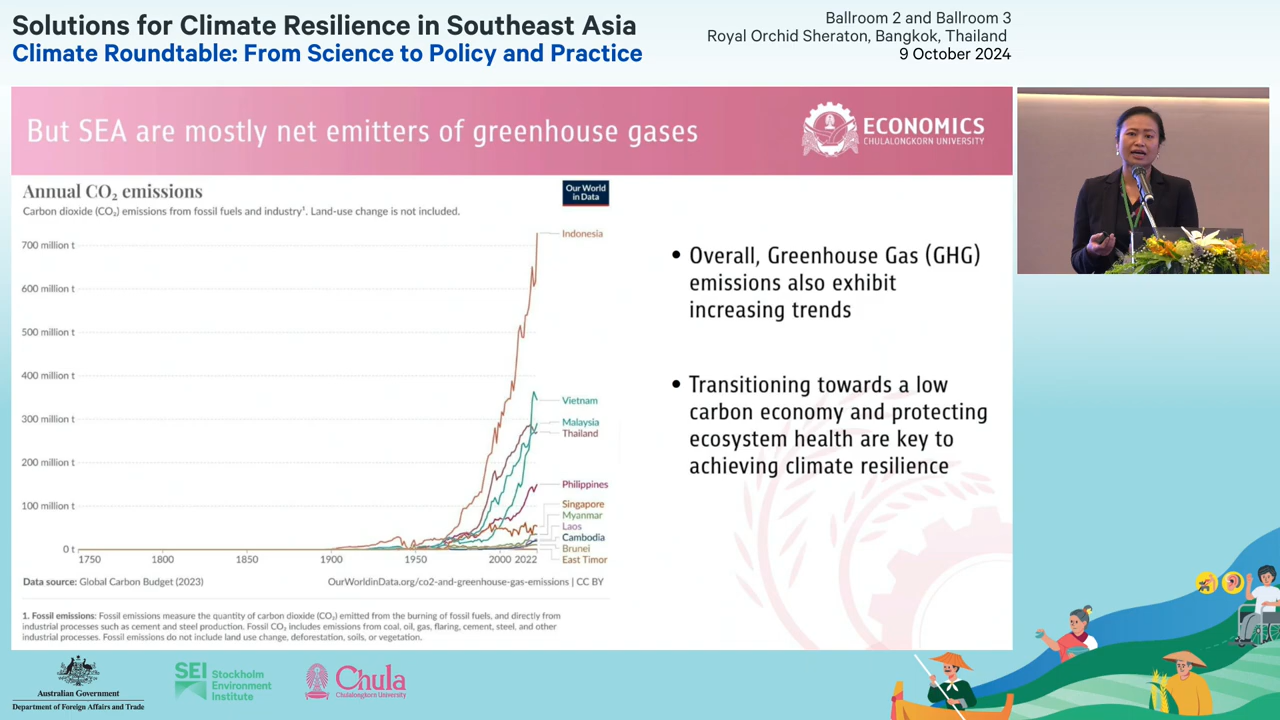 Solutions for Climate Resilience in Southeast Asia
Climate Roundtable: From Science to Policy and Practice
Ballroom 2 and Ballroom 3
Royal Orchid Sheraton, Bangkok, Thailand
9 October 2024
But SEA are mostly net emitters of greenhouse gases
ECONOMICS
CHULALONGKORN UNIVERSITY
Annual CO₂ emissions
Carbon dioxide (CO₂) emissions from fossil fuels and industry¹. Land-use change is not included.
Our World
in Data
700 million t
600 million t
500 million t
400 million t
300 million t
200 million t
100 million t
0 t
1750
1800
1850
1900
1950
2000
2022
Indonesia
Vietnam
Malaysia
Thailand
Philippines
Singapore
Myanmar
Laos
Cambodia
Brunei
East Timor
Data source: Global Carbon Budget (2023)
OurWorldinData.org/co2-and-greenhouse-gas-emissions | CC BY
1. Fossil emissions: Fossil emissions measure the quantity of carbon dioxide (CO₂) emitted from the burning of fossil fuels, and directly from
industrial processes such as cement and steel production. Fossil CO₂ includes emissions from coal, oil, gas, flaring, cement, steel, and other
industrial processes. Fossil emissions do not include land use change, deforestation, soils, or vegetation.
• Overall, Greenhouse Gas (GHG)
emissions also exhibit
increasing trends
• Transitioning towards a low
carbon economy and protecting
ecosystem health are key to
achieving climate resilience
Australian Government
Department of Foreign Affairs and Trade
SEI Stockholm
Environment
Institute
Chula
Chulalongkorn University